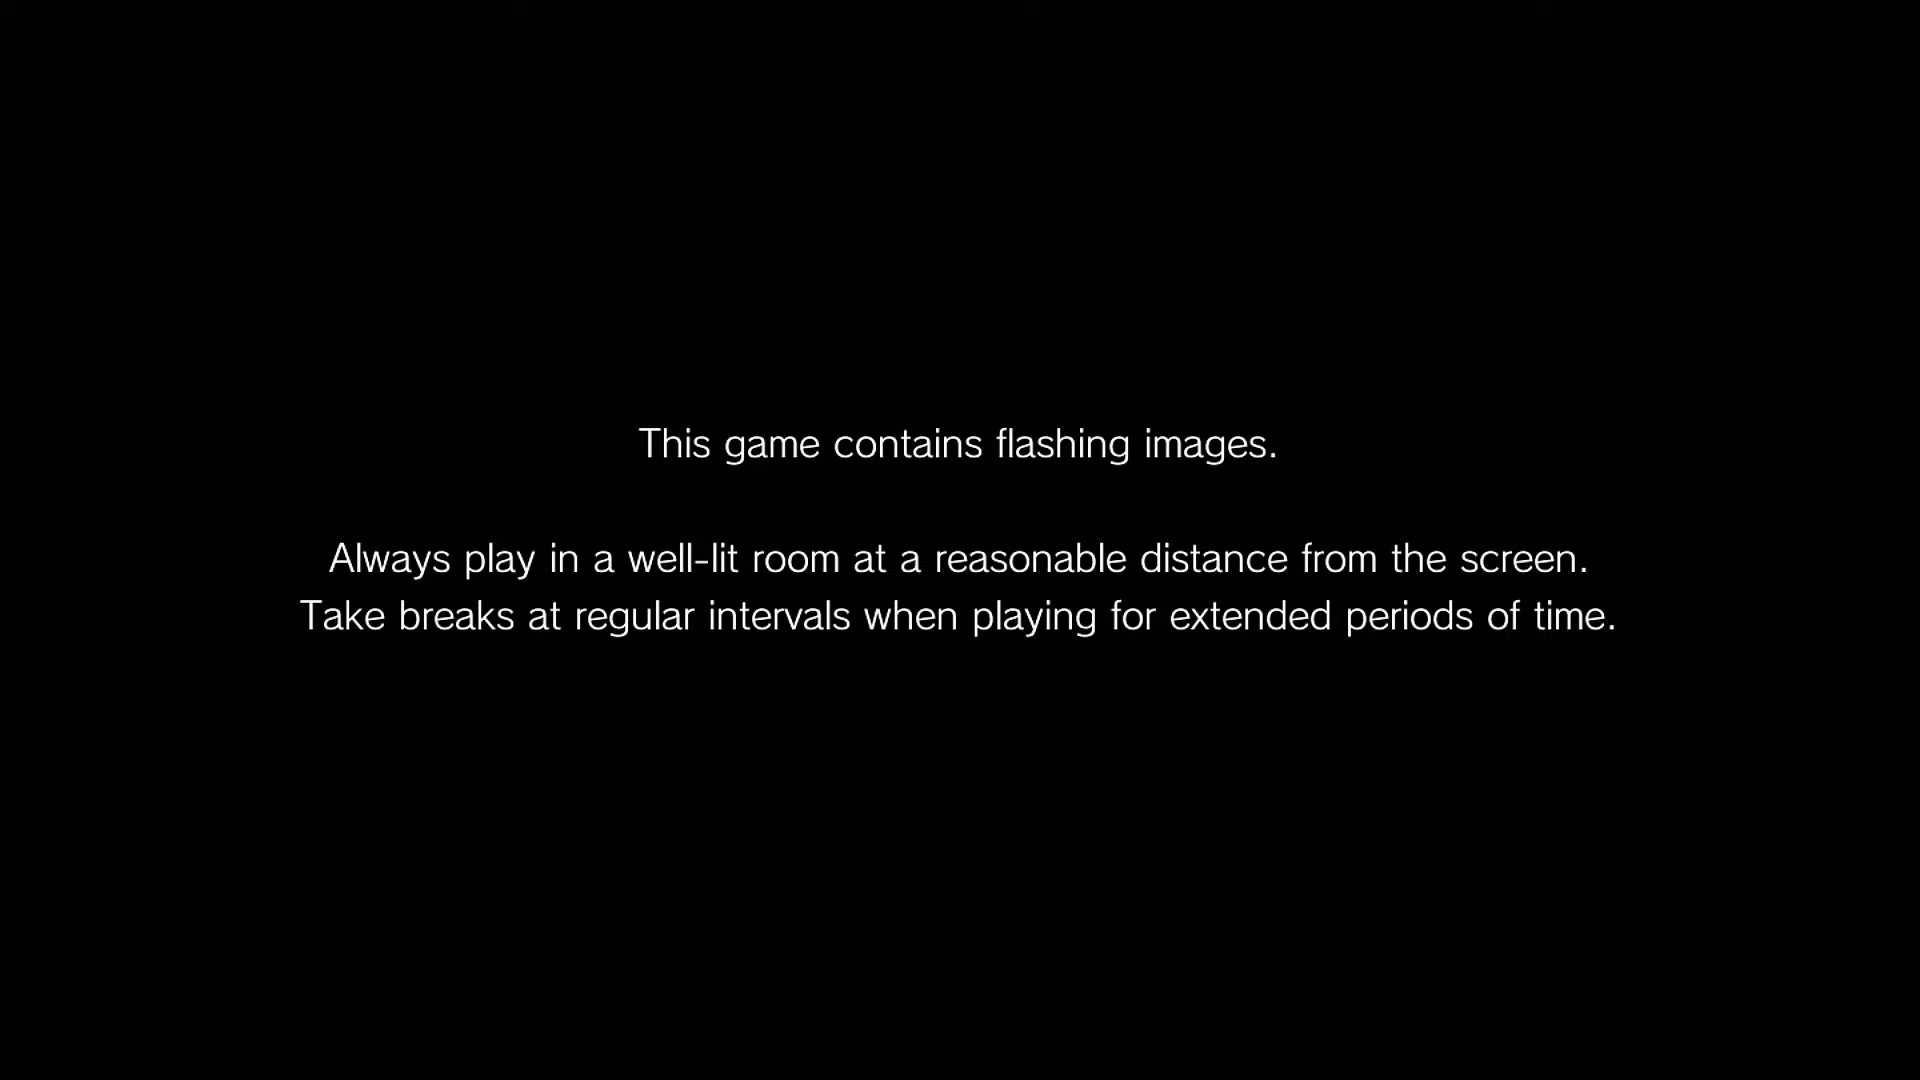 This game contains flashing images.
Always play in a well-lit room at a reasonable distance from the screen.
Take breaks at regular intervals when playing for extended periods of time.